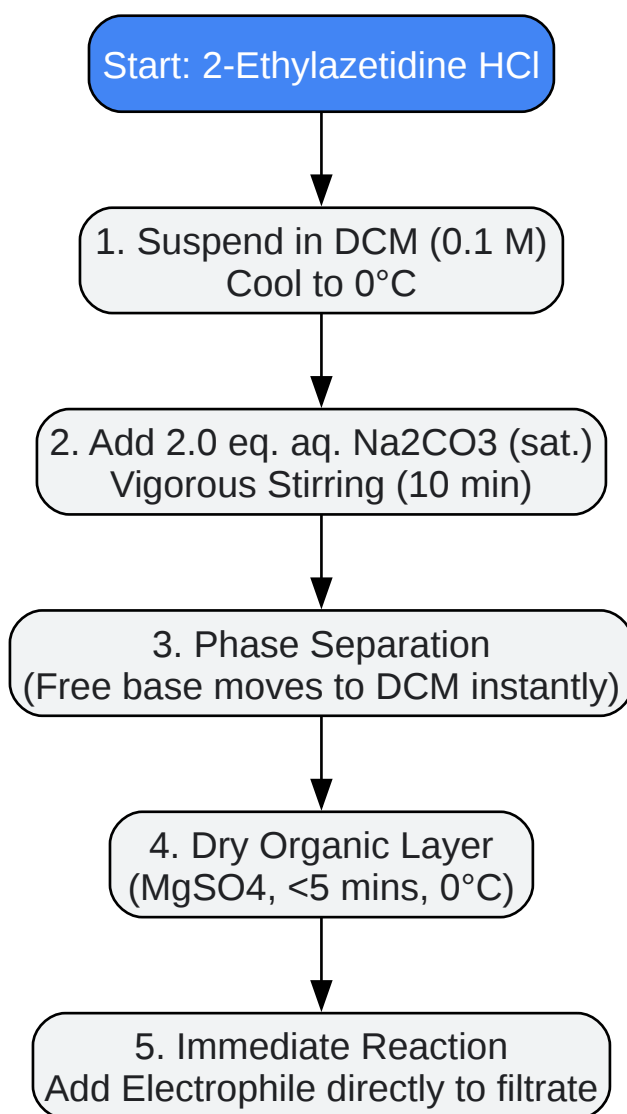 Start: 2-Ethylazetidine HCl
1. Suspend in DCM (0.1 M)
Cool to 0°C
2. Add 2.0 eq. aq. Na2CO3 (sat.)
Vigorous Stirring (10 min)
3. Phase Separation
(Free base moves to DCM instantly)
4. Dry Organic Layer
(MgSO4, <5 mins, 0°C)
5. Immediate Reaction
Add Electrophile directly to filtrate